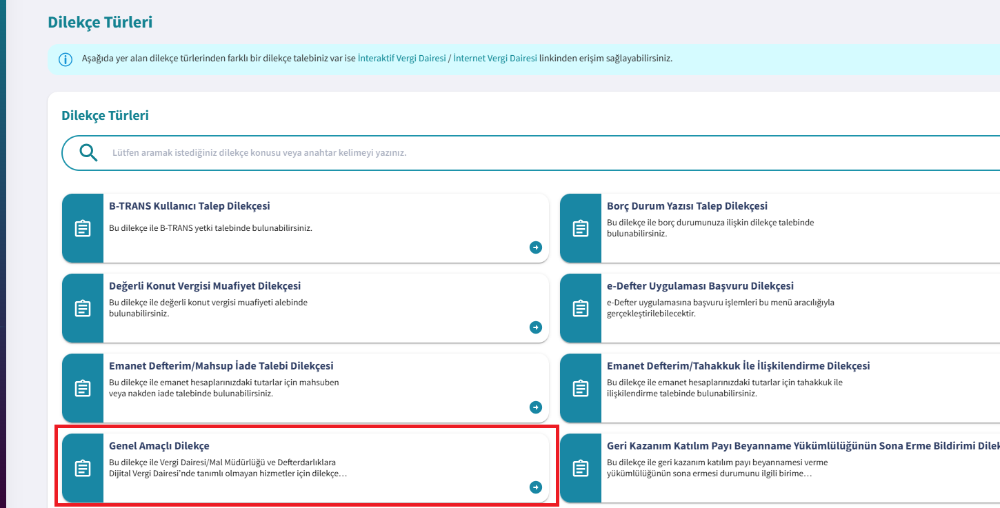 Dilekçe Türleri
Aşağıda yer alan dilekçe türlerinden farklı bir dilekçe talebiniz var ise İnteraktif Vergi Dairesi / İnternet Vergi Dairesi linkinden erişim sağlayabilirsiniz.
Dilekçe Türleri
Lütfen aramak istediğiniz dilekçe konusu veya anahtar kelimeyi yazınız.
B-TRANS Kullanıcı Talep Dilekçesi
Bu dilekçe ile B-TRANS yetki talebinde bulunabilirsiniz.
Borç Durum Yazısı Talep Dilekçesi
Bu dilekçe ile borç durumunuza ilişkin dilekçe talebinde
bulunabilirsiniz.
Değerli Konut Vergisi Muafiyet Dilekçesi
Bu dilekçe ile değerli konut vergisi muafiyeti alebinde
bulunabilirsiniz.
e-Defter Uygulaması Başvuru Dilekçesi
e-Defter uygulamasına başvuru işlemleri bu menü aracılığıyla
gerçekleştirilebilecektir.
Emanet Defterim/Mahsup İade Talebi Dilekçesi
Bu dilekçe ile emanet hesaplarınızdaki tutarlar için mahsuben
veya nakden iade talebinde bulunabilirsiniz.
Emanet Defterim/Tahakkuk İle İlişkilendirme Dilekçesi
Bu dilekçe ile emanet hesaplarınızdaki tutarlar için tahakkuk ile
ilişkilendirme talebinde bulunabilirsiniz.
Genel Amaçlı Dilekçe
Bu dilekçe ile Vergi Dairesi/Mal Müdürlüğü ve Defterdarlıklara
Dijital Vergi Dairesi'nde tanımlı olmayan hizmetler için dilekçe…
Geri Kazanım Katılım Payı Beyanname Yükümlülüğünün Sona Erme Bildirimi Dilek
Bu dilekçe ile geri kazanım katılım payı beyannamesi verme
yükümlülüğünün sona ermesi durumunu ilgili birime…